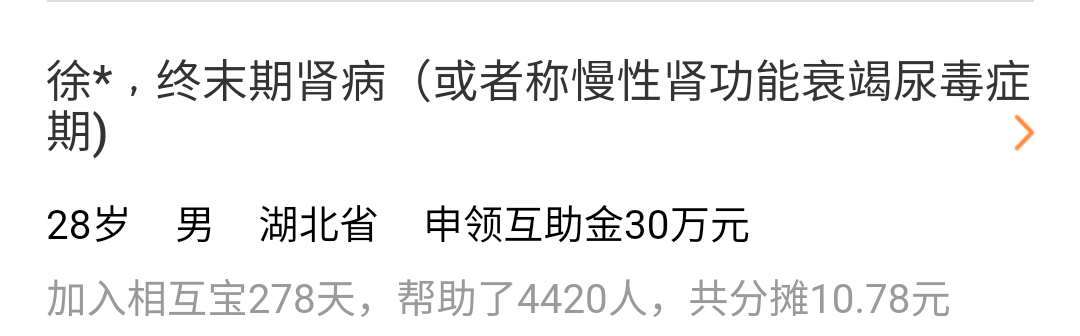 徐*，终末期肾病（或者称慢性肾功能衰竭尿毒症
期)
28岁 男 湖北省 申领互助金30万元
加入相互宝278天，帮助了4420人，共分摊10.78元